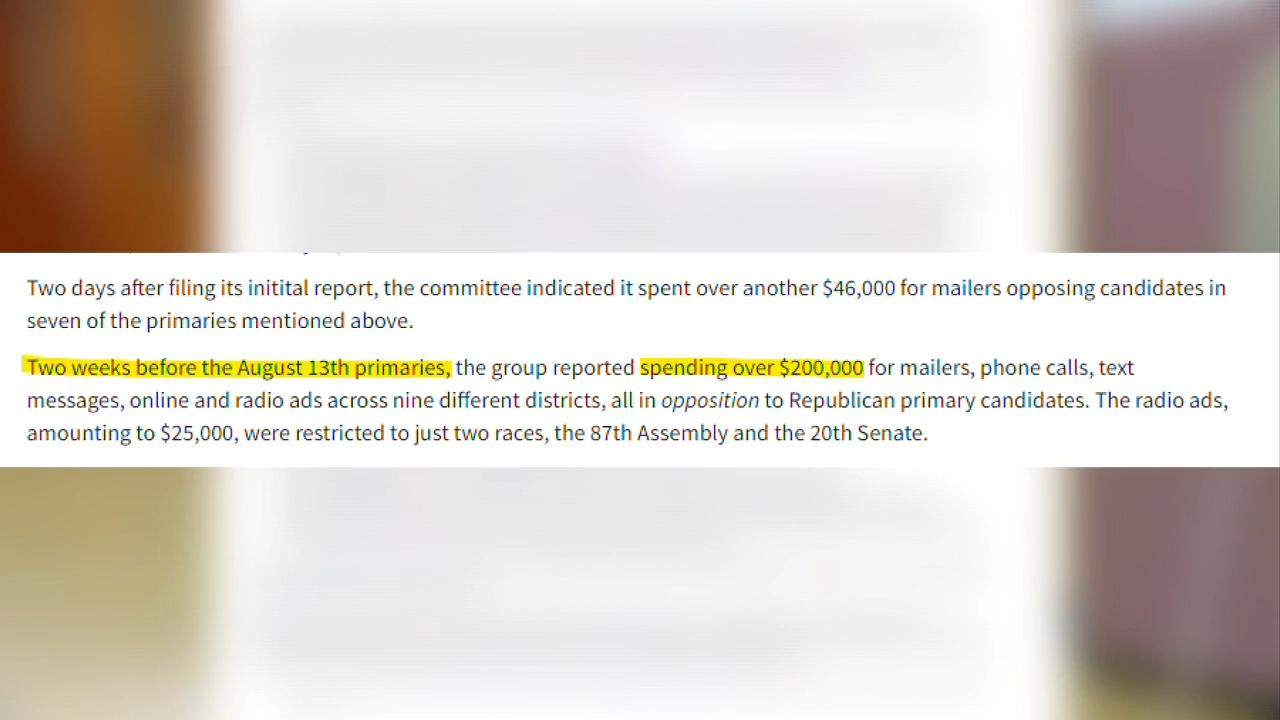 Two days after filing its initital report, the committee indicated it spent over another $46,000 for mailers opposing candidates in
seven of the primaries mentioned above.
Two weeks before the August 13th primaries, the group reported spending over $200,000 for mailers, phone calls, text
messages, online and radio ads across nine different districts, all in opposition to Republican primary candidates. The radio ads,
amounting to $25,000, were restricted to just two races, the 87th Assembly and the 20th Senate.